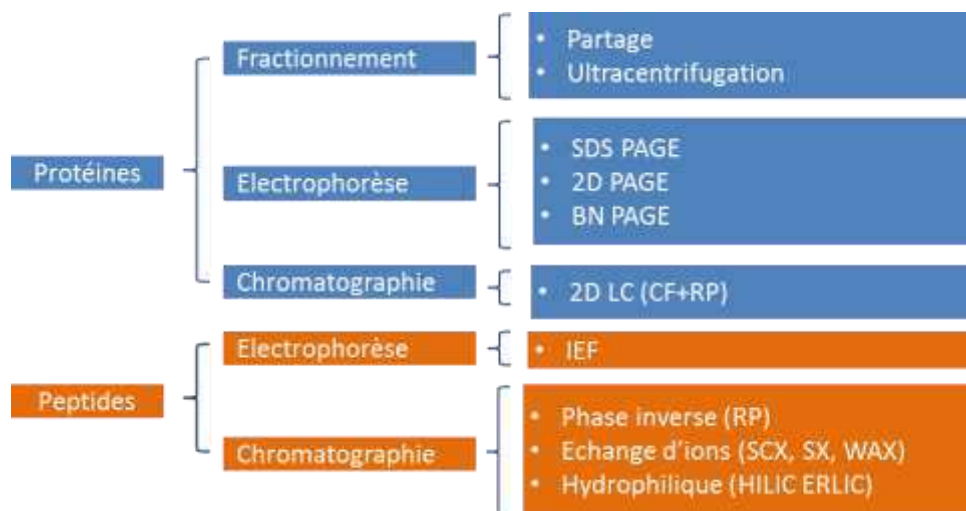 Protéines
Fractionnement
• Partage
• Ultracentrifugation
Electrophorèse
• SDS PAGE
• 2D PAGE
• BN PAGE
Chromatographie
• 2D LC (CF+RP)
Peptides
Electrophorèse
• IEF
Chromatographie
• Phase inverse (RP)
• Echange d'ions (SCX, SX, WAX)
• Hydrophilique (HILIC ERLIC)